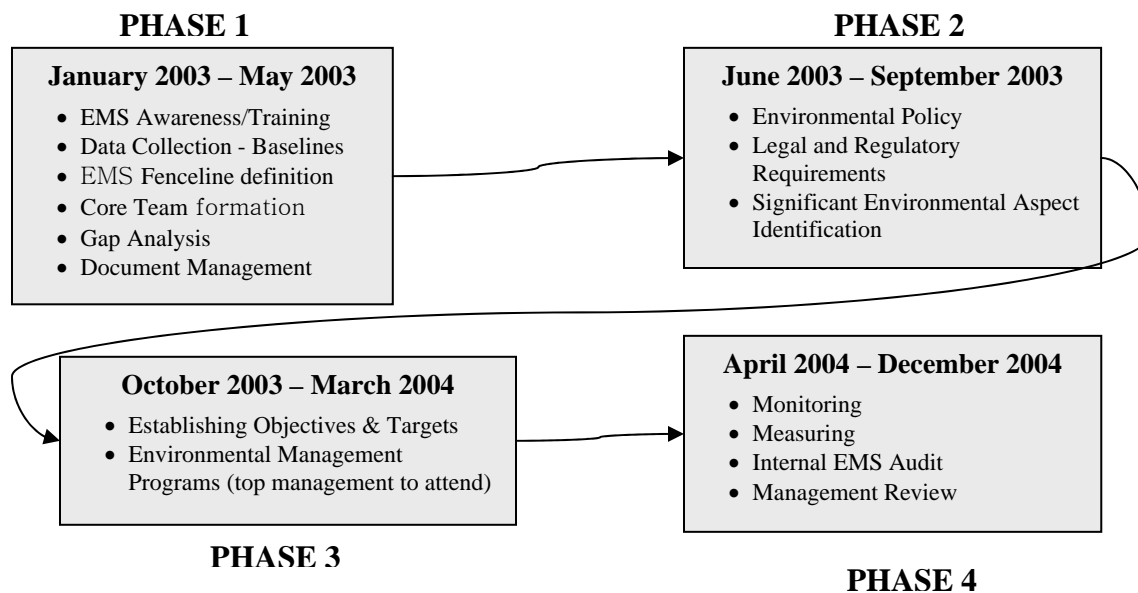 PHASE 1
January 2003 – May 2003
• EMS Awareness/Training
• Data Collection - Baselines
• EMS Fenceline definition
• Core Team formation
• Gap Analysis
• Document Management
PHASE 2
June 2003 – September 2003
• Environmental Policy
• Legal and Regulatory
Requirements
• Significant Environmental Aspect
Identification
October 2003 – March 2004
• Establishing Objectives & Targets
• Environmental Management
Programs (top management to attend)
PHASE 3
April 2004 – December 2004
• Monitoring
• Measuring
• Internal EMS Audit
• Management Review
PHASE 4